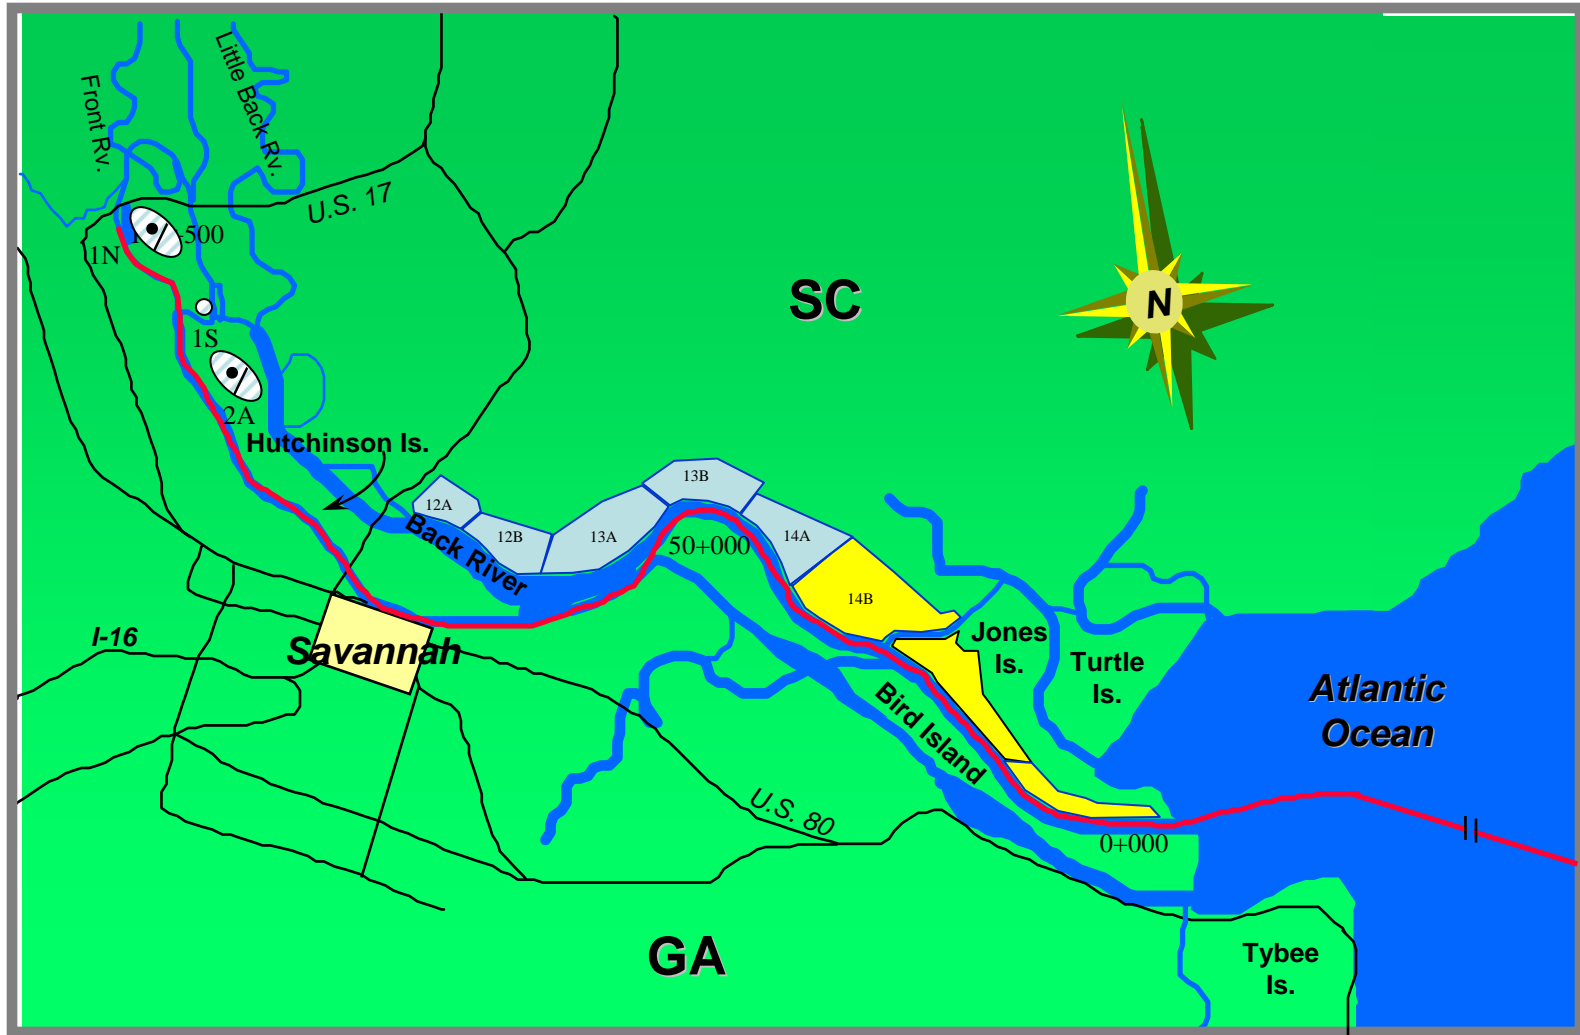 Front Rv.
Little Back Rv.
U.S. 17
-500
1N
1S
2A
Hutchinson Is.
SC
N
12A
12B
13A
13B
14A
14B
Back River
50+000
I-16
Savannah
Jones
Is.
Turtle
Is.
Bird Island
Atlantic
Ocean
U.S. 80
0+000
GA
Tybee
Is.